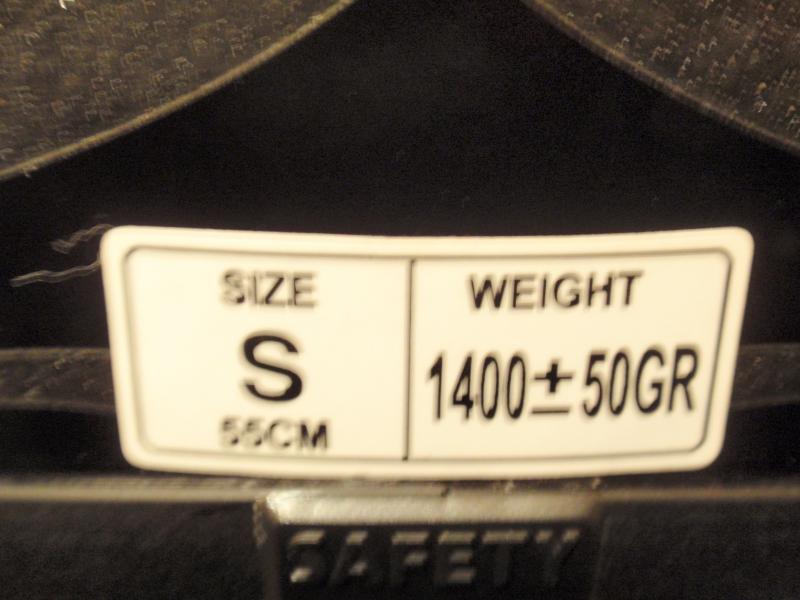 SIZE
S
55CM
WEIGHT
1400±50GR
SAFETY